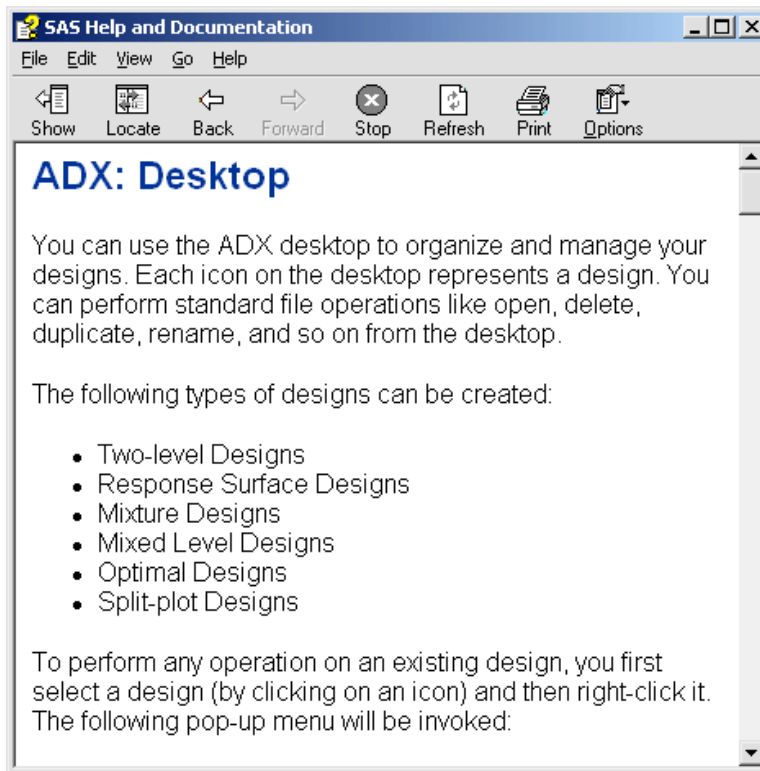 SAS Help and Documentation
File Edit View Go Help
Show Locate Back Forward Stop Refresh Print Options
ADX: Desktop
You can use the ADX desktop to organize and manage your
designs. Each icon on the desktop represents a design. You
can perform standard file operations like open, delete,
duplicate, rename, and so on from the desktop.
The following types of designs can be created:
• Two-level Designs
• Response Surface Designs
• Mixture Designs
• Mixed Level Designs
• Optimal Designs
• Split-plot Designs
To perform any operation on an existing design, you first
select a design (by clicking on an icon) and then right-click it.
The following pop-up menu will be invoked: